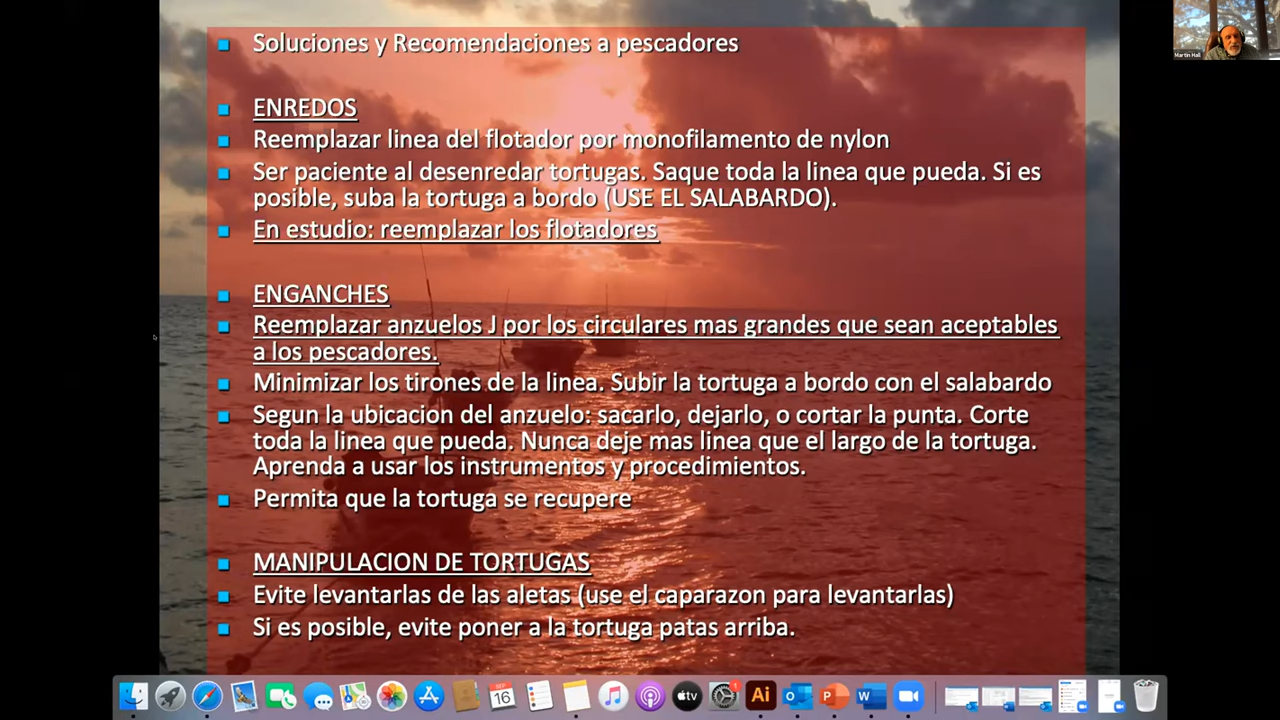 Soluciones y Recomendaciones a pescadores
ENREDOS
Reemplazar linea del flotador por monofilamento de nylon
Ser paciente al desenredar tortugas. Saque toda la linea que pueda. Si es
posible, suba la tortuga a bordo (USE EL SALABARDO).
En estudio: reemplazar los flotadores
ENGANCHES
Reemplazar anzuelos J por los circulares mas grandes que sean aceptables
a los pescadores.
Minimizar los tirones de la linea. Subir la tortuga a bordo con el salabardo
Segun la ubicacion del anzuelo: sacarlo, dejarlo, o cortar la punta. Corte
toda la linea que pueda. Nunca deje mas linea que el largo de la tortuga.
Aprenda a usar los instrumentos y procedimientos.
Permita que la tortuga se recupere
MANIPULACION DE TORTUGAS
Evite levantarlas de las aletas (use el caparazon para levantarlas)
Si es posible, evite poner a la tortuga patas arriba.
Martin Hall
SEP
16
tv
1
Ai
O
P
W